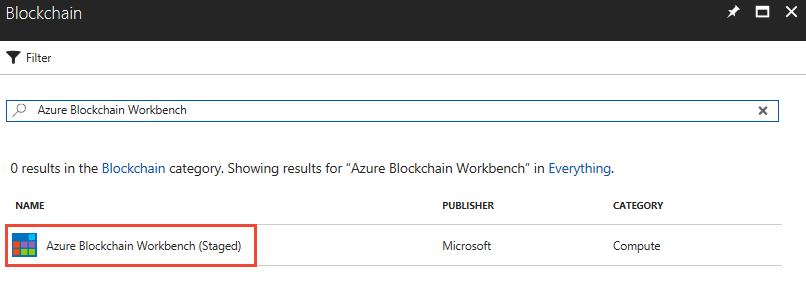 Blockchain
Filter
Azure Blockchain Workbench
0 results in the Blockchain category. Showing results for “Azure Blockchain Workbench” in Everything.
NAME PUBLISHER CATEGORY
Azure Blockchain Workbench (Staged) Microsoft Compute